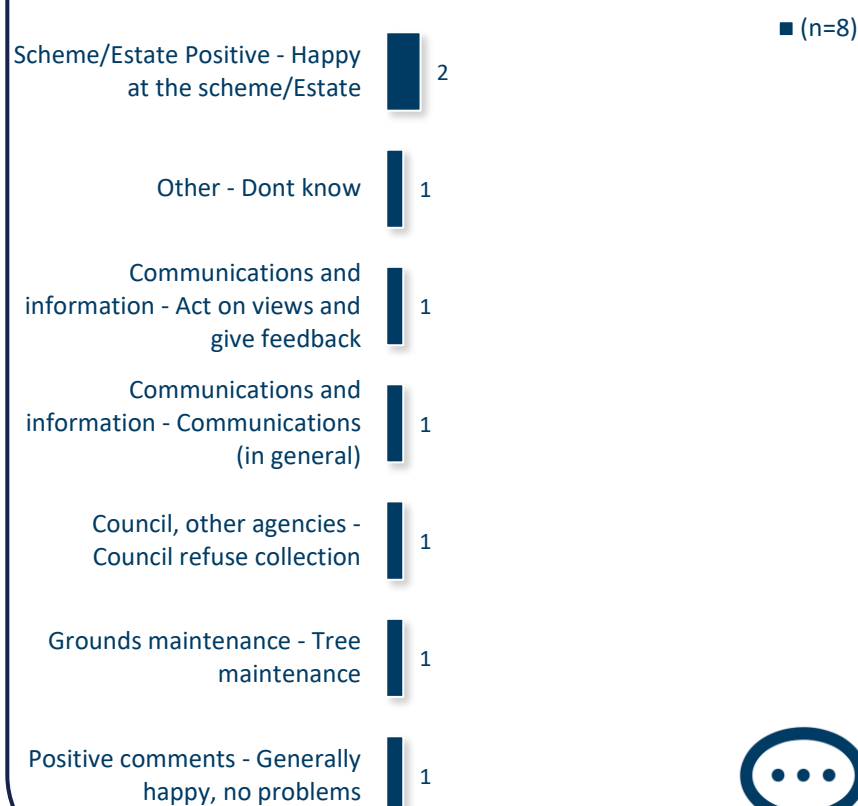 ■ (n=8)
Scheme/Estate Positive - Happy
at the scheme/Estate
2
Other - Dont know
1
Communications and
information - Act on views and
give feedback
1
Communications and
information - Communications
(in general)
1
Council, other agencies -
Council refuse collection
1
Grounds maintenance - Tree
maintenance
1
Positive comments - Generally
happy, no problems
1